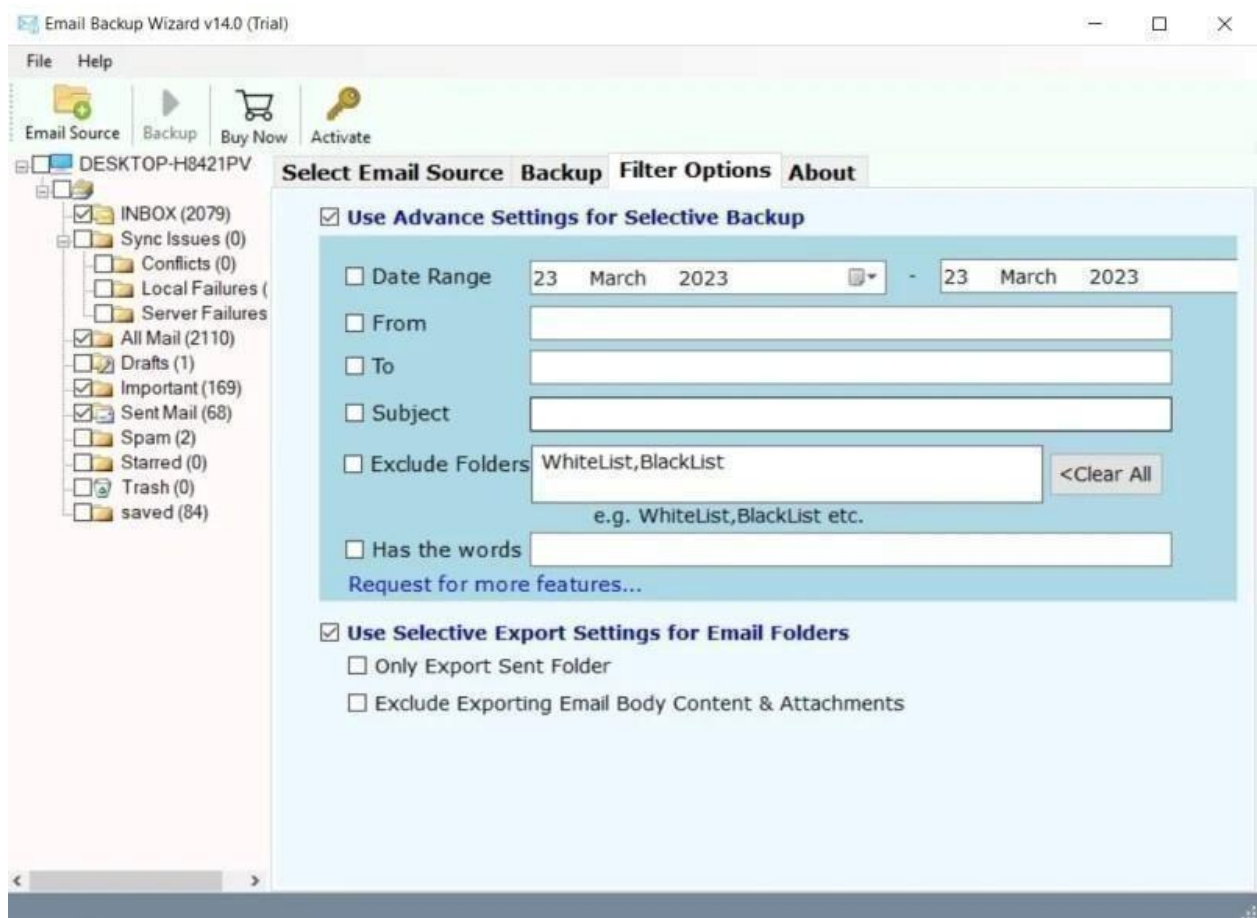 Email Backup Wizard v14.0 (Trial)
File Help
Email Source Backup Buy Now Activate
DESKTOP-H8421PV
INBOX (2079)
Sync Issues (0)
Conflicts (0)
Local Failures (
Server Failures
All Mail (2110)
Drafts (1)
Important (169)
Sent Mail (68)
Spam (2)
Starred (0)
Trash (0)
saved (84)
Select Email Source Backup Filter Options About
Use Advance Settings for Selective Backup
Date Range 23 March 2023 - 23 March 2023
From
To
Subject
Exclude Folders WhiteList,BlackList <Clear All
e.g. WhiteList,BlackList etc.
Has the words
Request for more features...
Use Selective Export Settings for Email Folders
Only Export Sent Folder
Exclude Exporting Email Body Content & Attachments